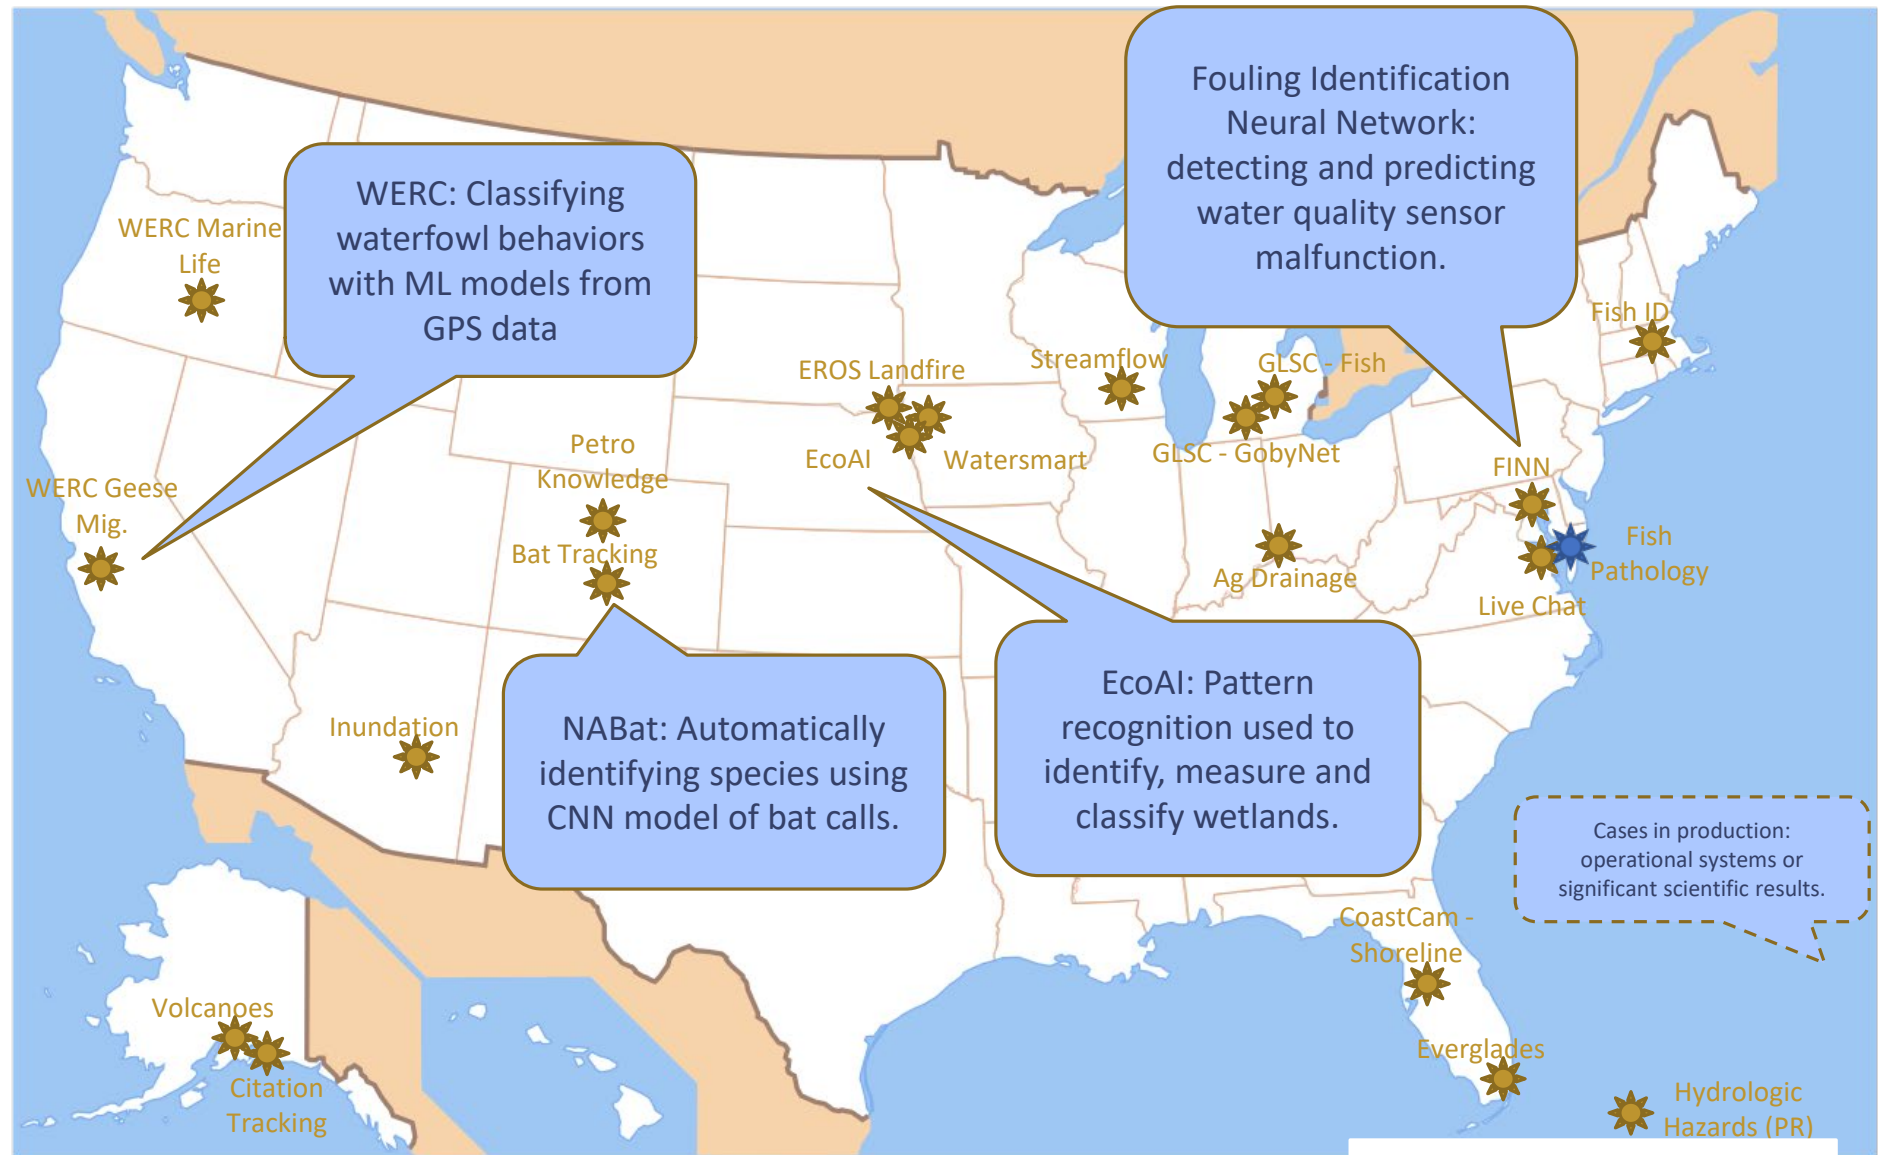 Fouling Identification
Neural Network:
detecting and predicting
water quality sensor
malfunction.
WERC: Classifying
waterfowl behaviors
with ML models from
GPS data
WERC Marine
Life
Fish ID
EROS Landfire
Streamflow
GLSC - Fish
Petro
Knowledge
EcoAI
Watersmart
GLSC - GobyNet
FINN
WERC Geese
Mig.
Bat Tracking
Ag Drainage
Fish
Pathology
Live Chat
Inundation
NABat: Automatically
identifying species using
CNN model of bat calls.
EcoAI: Pattern
recognition used to
identify, measure and
classify wetlands.
Cases in production:
operational systems or
significant scientific results.
CoastCam -
Shoreline
Volcanoes
Citation
Tracking
Everglades
Hydrologic
Hazards (PR)